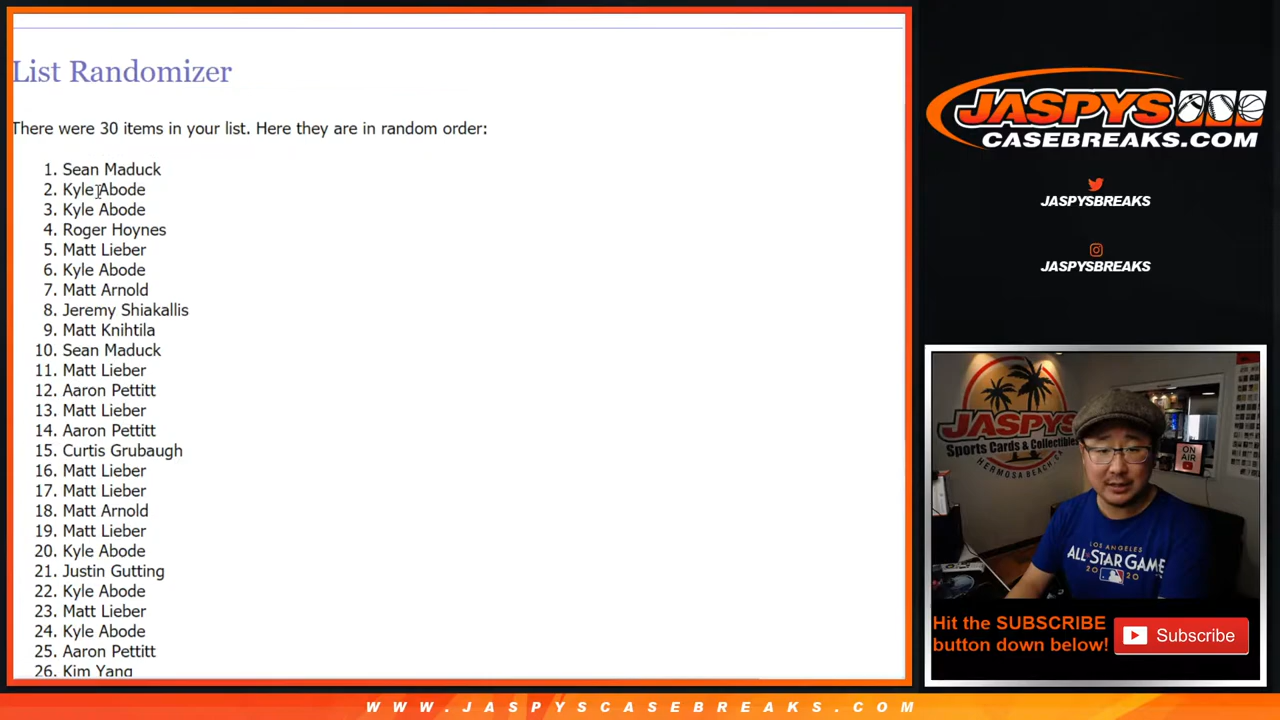 List Randomizer
There were 30 items in your list. Here they are in random order:
1. Sean Maduck
2. Kyle Abode
3. Kyle Abode
4. Roger Hoynes
5. Matt Lieber
6. Kyle Abode
7. Matt Arnold
8. Jeremy Shiakallis
9. Matt Knihtila
10. Sean Maduck
11. Matt Lieber
12. Aaron Pettitt
13. Matt Lieber
14. Aaron Pettitt
15. Curtis Grubaugh
16. Matt Lieber
17. Matt Lieber
18. Matt Arnold
19. Matt Lieber
20. Kyle Abode
21. Justin Gutting
22. Kyle Abode
23. Matt Lieber
24. Kyle Abode
25. Aaron Pettitt
26. Kim Yang
JASPYS
CASEBREAKS.COM
JASPYSBREAKS
JASPYSBREAKS
JASPYS
Sports Cards & Collectibles
HERMOSA BEACH, CA
ON
AIR
LOS ANGELES
ALL STAR GAME
2020
Hit the SUBSCRIBE
button down below!
Subscribe
WWW.JASPYSCASEBREAKS.COM